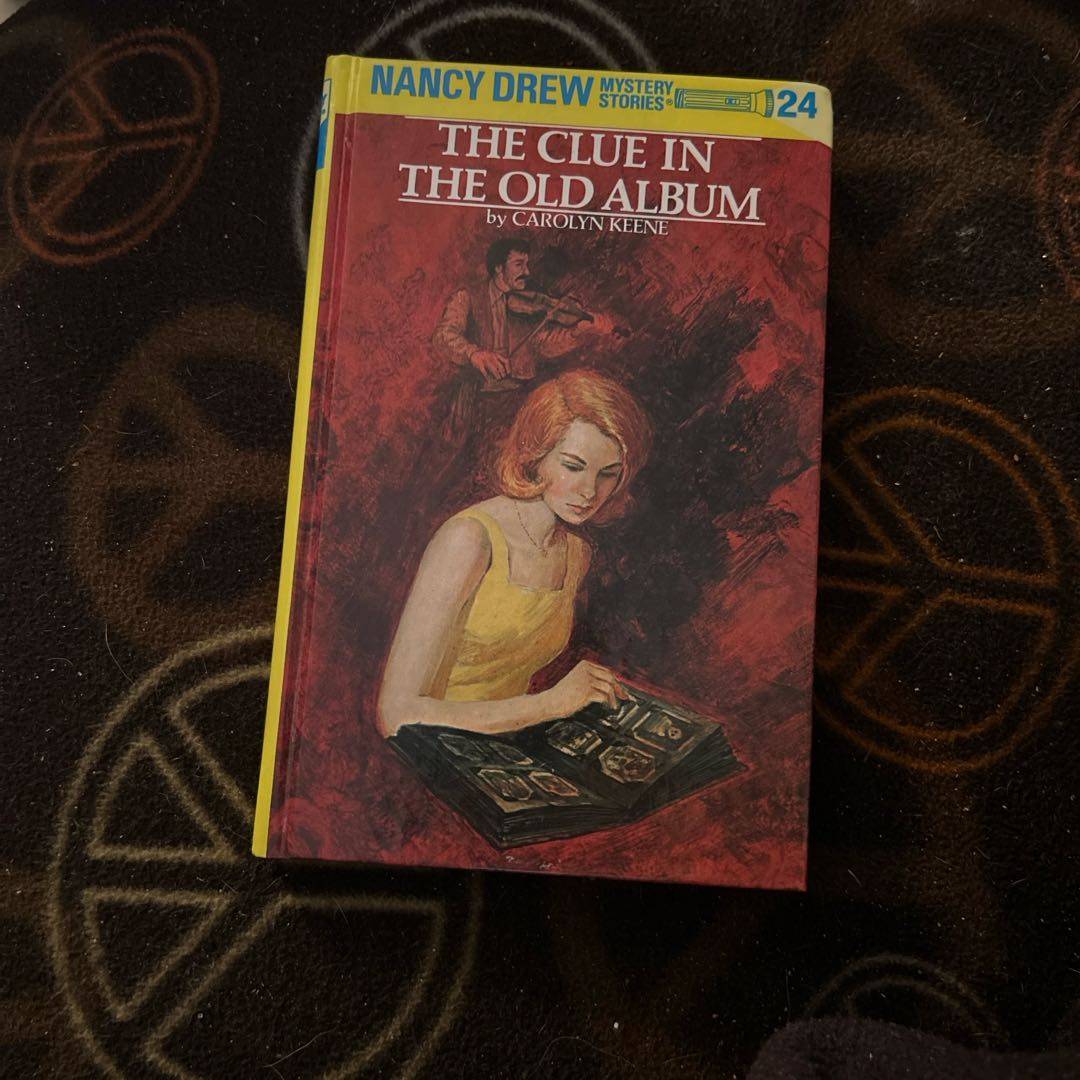 NANCY DREW MYSTERY STORIES® 24
THE CLUE IN
THE OLD ALBUM
by CAROLYN KEENE